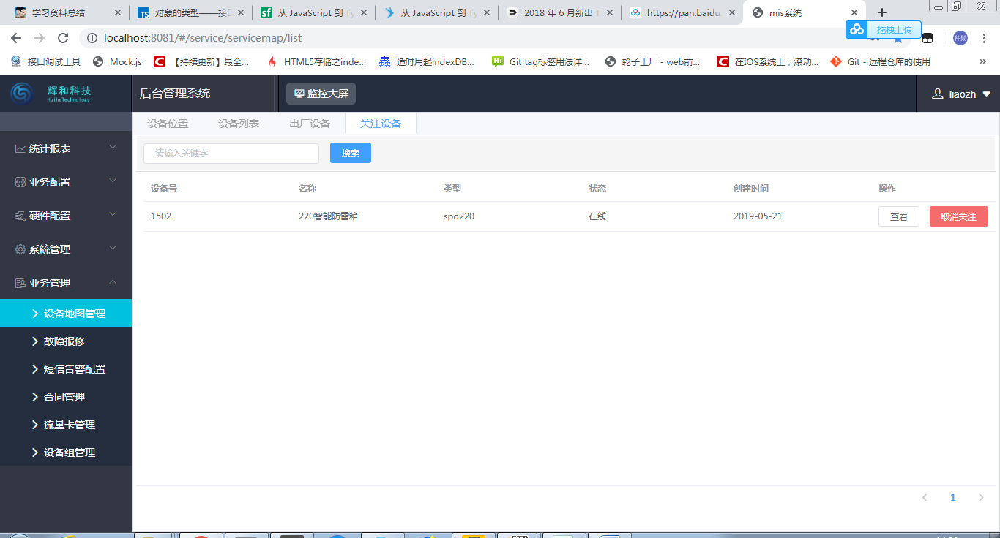 学习资料总结
TS 对象的类型——接
sf 从 JavaScript 到 Ty
从 JavaScript 到 Ty
2018 年 6 月新出 T
https://pan.baidu.
mis系统
localhost:8081/#/service/servicemap/list
拖拽上传
仲勋
接口调试工具
Mock.js
C 【持续更新】最全...
HTML5存储之inde...
适时用起indexDB...
Hi Git tag标签用法详...
轮子工厂 - web前...
C 在IOS系统上，滚动...
Git - 远程仓库的使用
»
辉和科技
HuiheTechnology
后台管理系统
监控大屏
liaozh
设备位置
设备列表
出厂设备
关注设备
请输入关键字
搜索
统计报表
业务配置
硬件配置
系统管理
业务管理
设备地图管理
故障报修
短信告警配置
合同管理
流量卡管理
设备组管理
设备号 名称 类型 状态 创建时间 操作
1502 220智能防雷箱 spd220 在线 2019-05-21 查看 取消关注
1